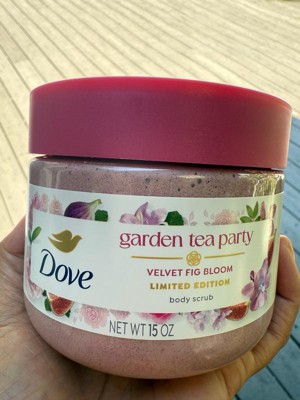 garden tea party
Dove
VELVET FIG BLOOM
LIMITED EDITION
body scrub
NET WT 15 OZ